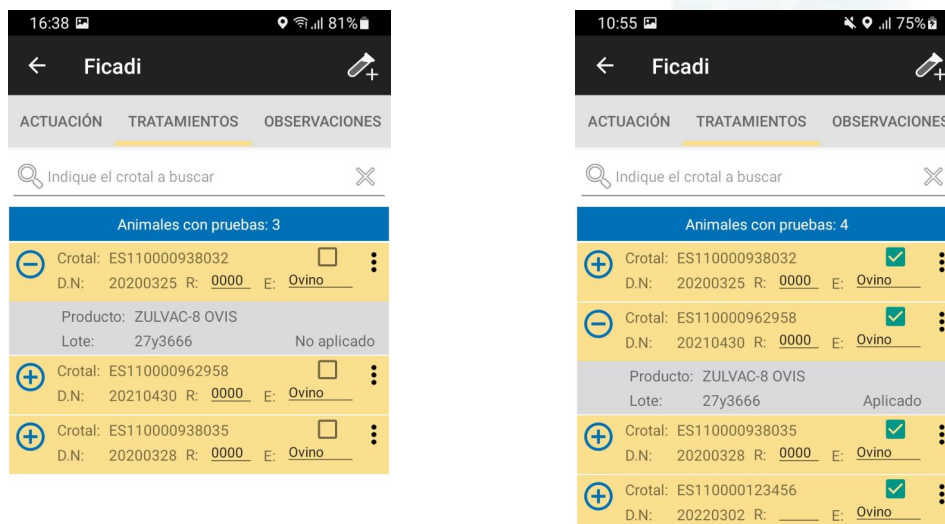 16:38 81%
Ficadi
ACTUACIÓN TRATAMIENTOS OBSERVACIONES
Indique el crotal a buscar
Animales con pruebas: 3
Crotal: ES110000938032
D.N: 20200325 R: 0000 E: Ovino
Producto: ZULVAC-8 OVIS
Lote: 27y3666 No aplicado
Crotal: ES110000962958
D.N: 20210430 R: 0000 E: Ovino
Crotal: ES110000938035
D.N: 20200328 R: 0000 E: Ovino
10:55 75%
Ficadi
ACTUACIÓN TRATAMIENTOS OBSERVACIONES
Indique el crotal a buscar
Animales con pruebas: 4
Crotal: ES110000938032
D.N: 20200325 R: 0000 E: Ovino
Crotal: ES110000962958
D.N: 20210430 R: 0000 E: Ovino
Producto: ZULVAC-8 OVIS
Lote: 27y3666 Aplicado
Crotal: ES110000938035
D.N: 20200328 R: 0000 E: Ovino
Crotal: ES110000123456
D.N: 20220302 R: E: Ovino